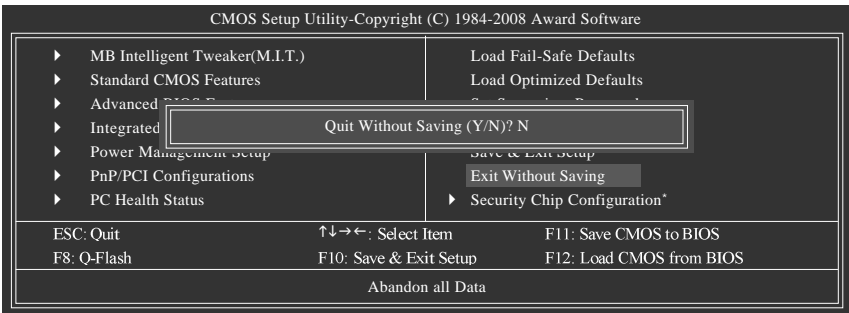 CMOS Setup Utility-Copyright (C) 1984-2008 Award Software
MB Intelligent Tweaker(M.I.T.)
Standard CMOS Features
Advanced
Integrated
Power Management Setup
PnP/PCI Configurations
PC Health Status
Load Fail-Safe Defaults
Load Optimized Defaults
Save & Exit Setup
Exit Without Saving
Security Chip Configuration*
Quit Without Saving (Y/N)? N
ESC: Quit ↑↓→←: Select Item F11: Save CMOS to BIOS
F8: Q-Flash F10: Save & Exit Setup F12: Load CMOS from BIOS
Abandon all Data